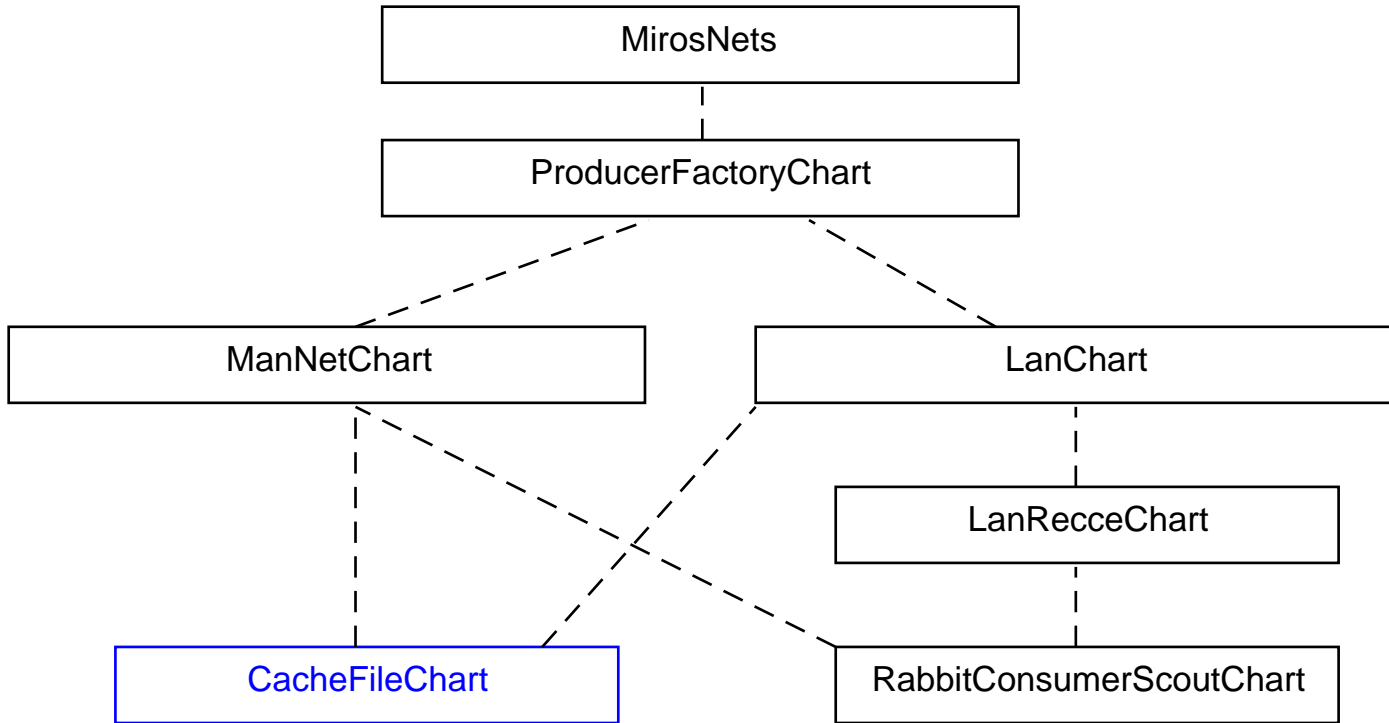 MirosNets
ProducerFactoryChart
ManNetChart
LanChart
LanRecceChart
CacheFileChart
RabbitConsumerScoutChart